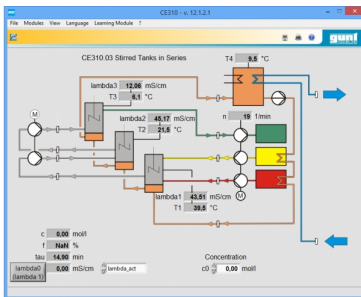 CE310 - v. 12.1.2.1
File Modules View Language Learning Module ?
gunt
CE310.03 Stirred Tanks in Series
T4 9,5 °C
lambda3 12,06 mS/cm
T3 6,1 °C
lambda2 45,17 mS/cm
T2 21,5 °C
n 19 1/min
M
lambda1 43,51 mS/cm
T1 39,5 °C
M
c 0,00 mol/l
f NaN %
tau 14,90 min
lambda0 (lambda 1) 0,00 mS/cm lambda_act
Concentration
c0 0,00 mol/l